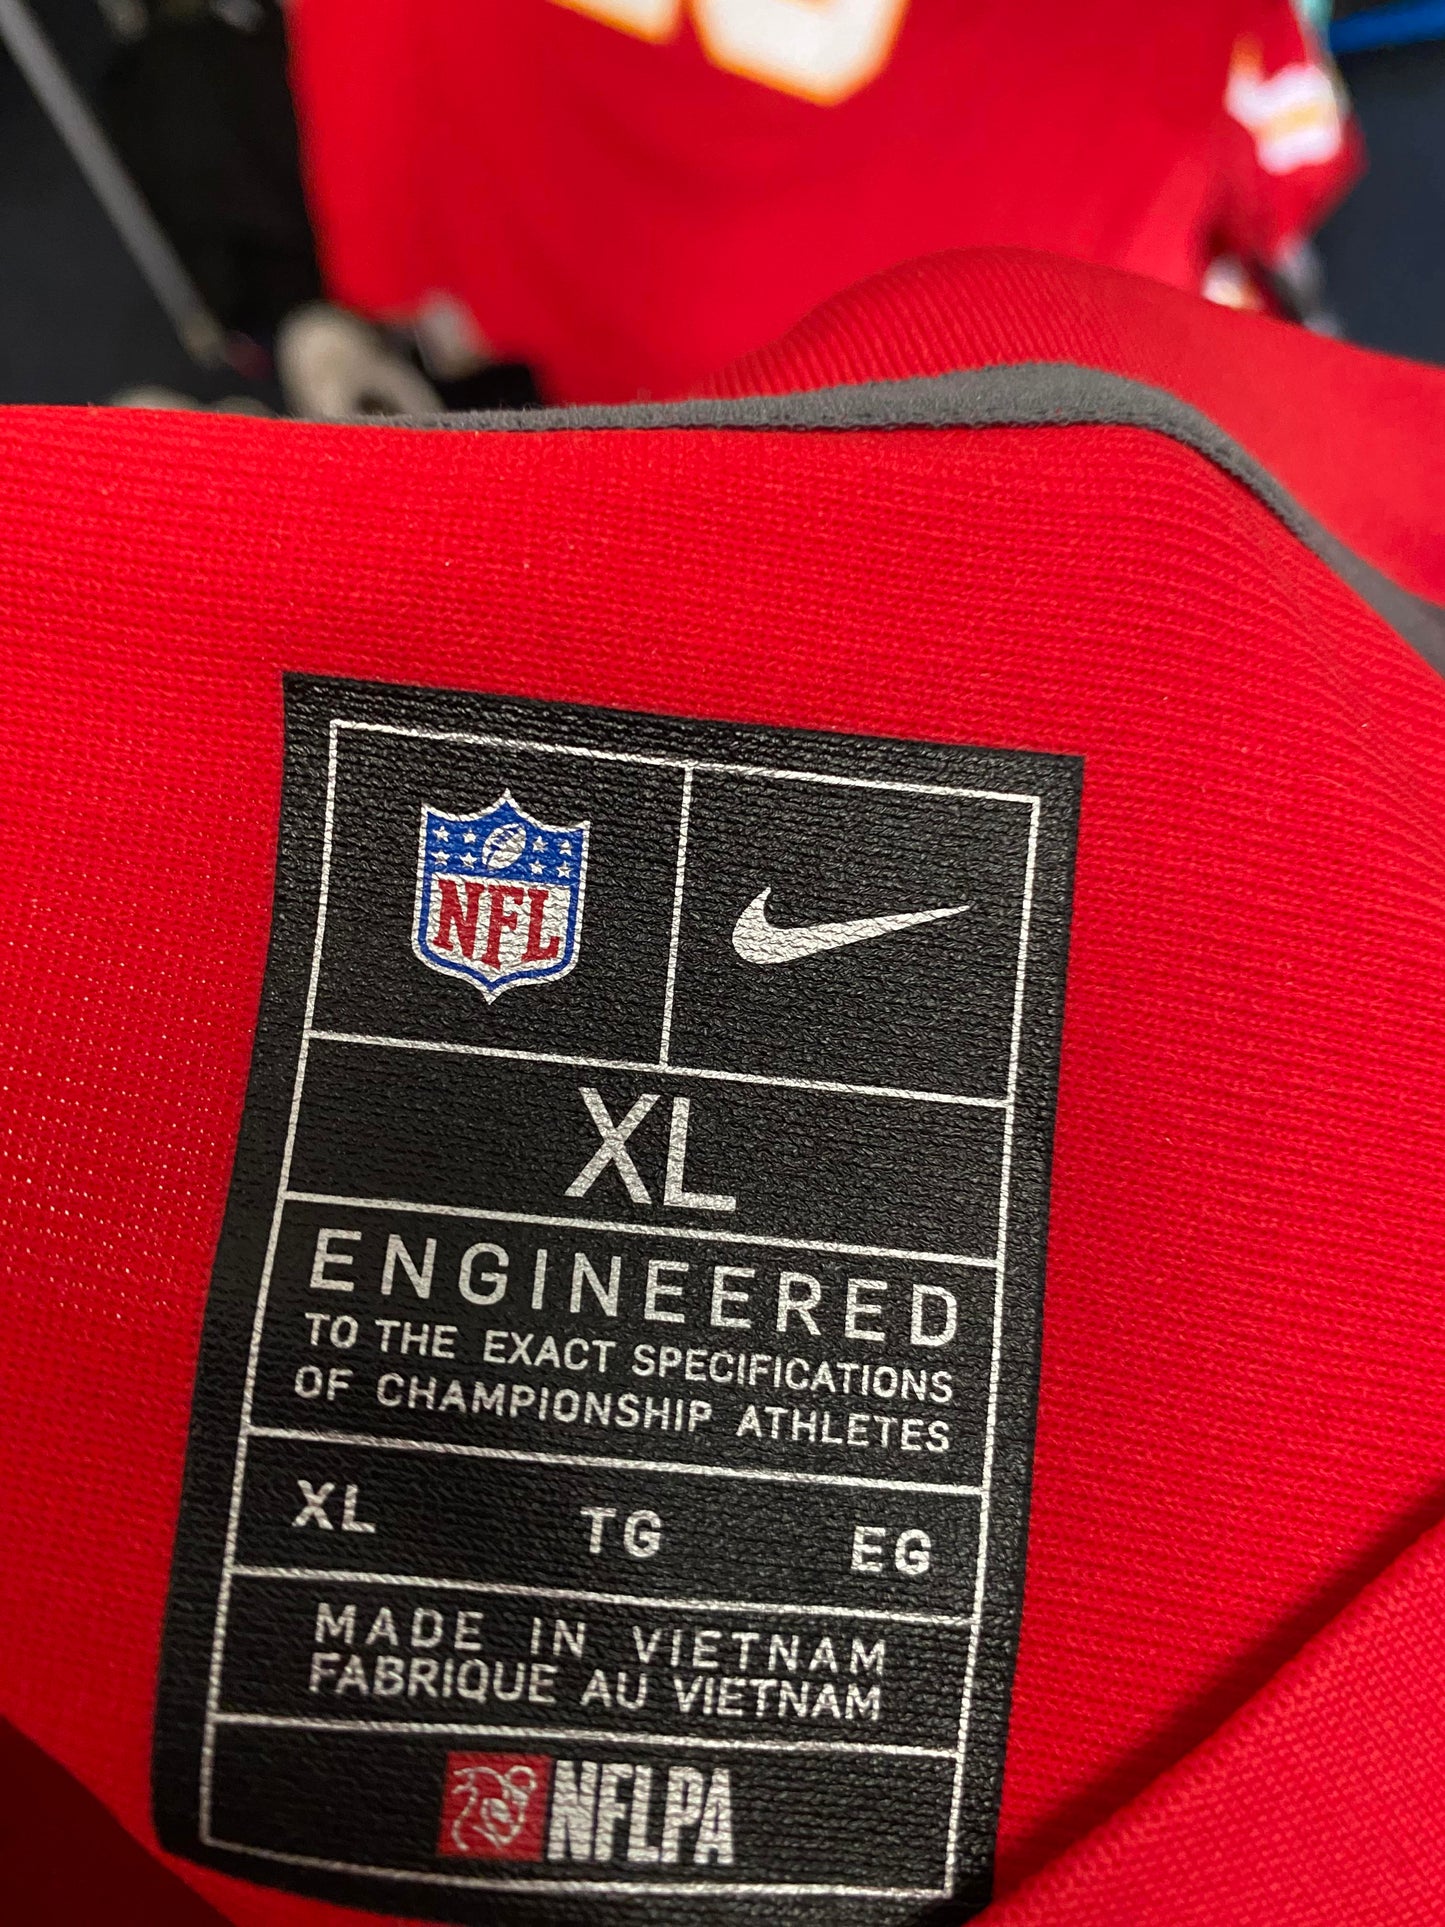 NFL
XL
ENGINEERED
TO THE EXACT SPECIFICATIONS
OF CHAMPIONSHIP ATHLETES
XL TG EG
MADE IN VIETNAM
FABRIQUE AU VIETNAM
NFLPA